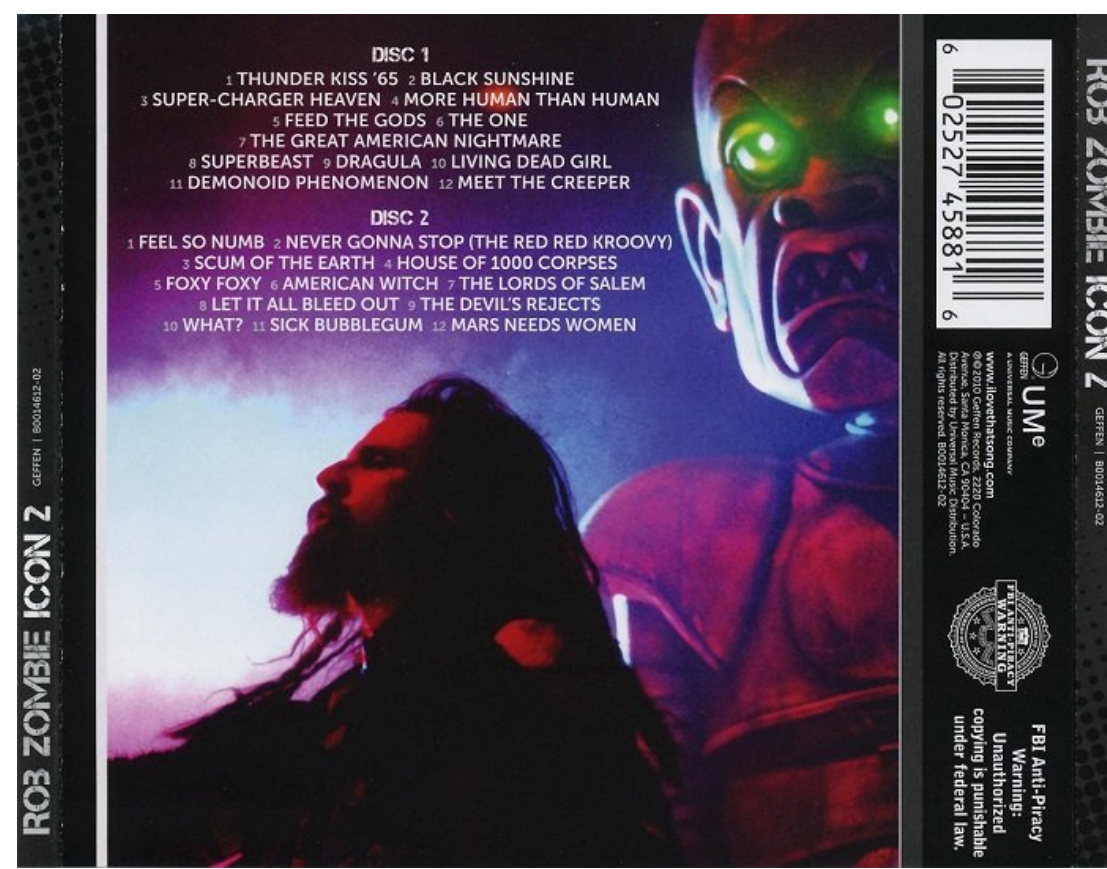 DISC 1
1 THUNDER KISS '65 2 BLACK SUNSHINE
3 SUPER-CHARGER HEAVEN 4 MORE HUMAN THAN HUMAN
5 FEED THE GODS 6 THE ONE
7 THE GREAT AMERICAN NIGHTMARE
8 SUPERBEAST 9 DRAGULA 10 LIVING DEAD GIRL
11 DEMONOID PHENOMENON 12 MEET THE CREEPER
DISC 2
1 FEEL SO NUMB 2 NEVER GONNA STOP (THE RED RED KROOVY)
3 SCUM OF THE EARTH 4 HOUSE OF 1000 CORPSES
5 FOXY FOXY 6 AMERICAN WITCH 7 THE LORDS OF SALEM
8 LET IT ALL BLEED OUT 9 THE DEVIL'S REJECTS
10 WHAT? 11 SICK BUBBLEGUM 12 MARS NEEDS WOMEN
ROB ZOMBIE ICON 2 GEFFEN | B0014612-02
6 02527 45881 6
GEFFEN
UMe
A UNIVERSAL MUSIC COMPANY
www.ilovethatsong.com
℗©2010 Geffen Records, 2220 Colorado
Avenue, Santa Monica, CA 90404 – U.S.A.
Distributed by Universal Music Distribution.
All rights reserved. B0014612-02
FBI ANTI-PIRACY
WARNING
FBI Anti-Piracy
Warning:
Unauthorized
copying is punishable
under federal law.
ROB ZOMBIE ICON 2 GEFFEN | B0014612-02